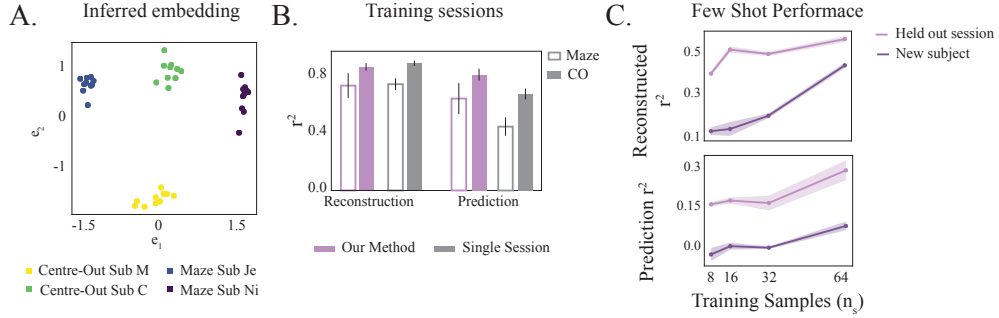 A.
Inferred embedding
1
0
-1
e2
-1.5
0
1.5
e1
Centre-Out Sub M
Maze Sub Je
Centre-Out Sub C
Maze Sub Ni
B.
Training sessions
Maze
CO
0.8
0.4
0.0
r²
Reconstruction
Prediction
Our Method
Single Session
C.
Few Shot Performace
Held out session
New subject
0.5
0.3
0.1
Reconstructed
r²
0.3
0.15
0.0
Prediction r²
8
16
32
64
Training Samples (ns)